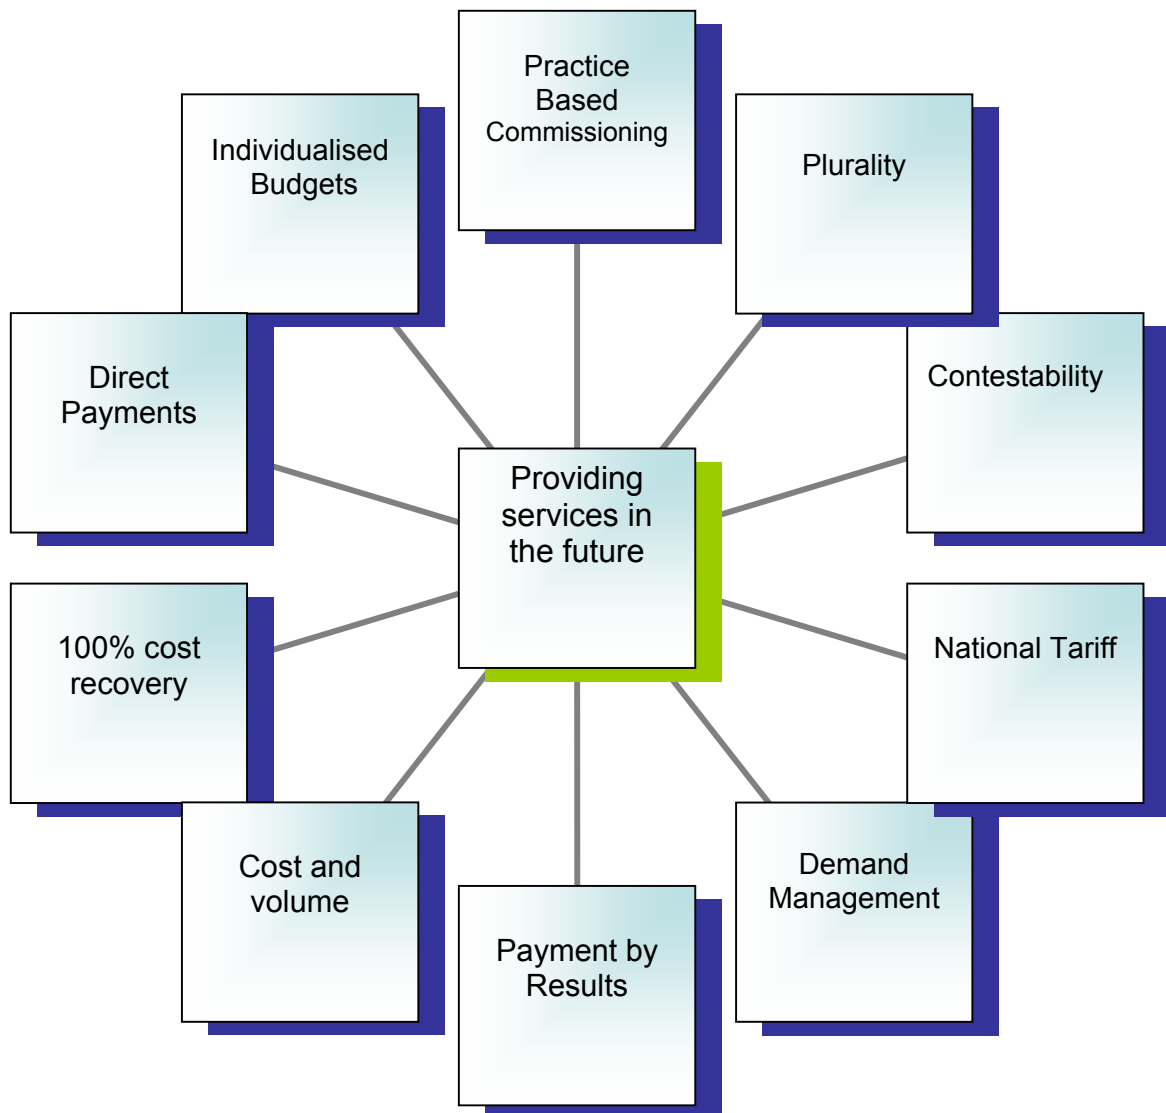 Practice
Based
Commissioning
Individualised
Budgets
Plurality
Direct
Payments
Contestability
Providing
services in
the future
100% cost
recovery
National Tariff
Cost and
volume
Demand
Management
Payment by
Results